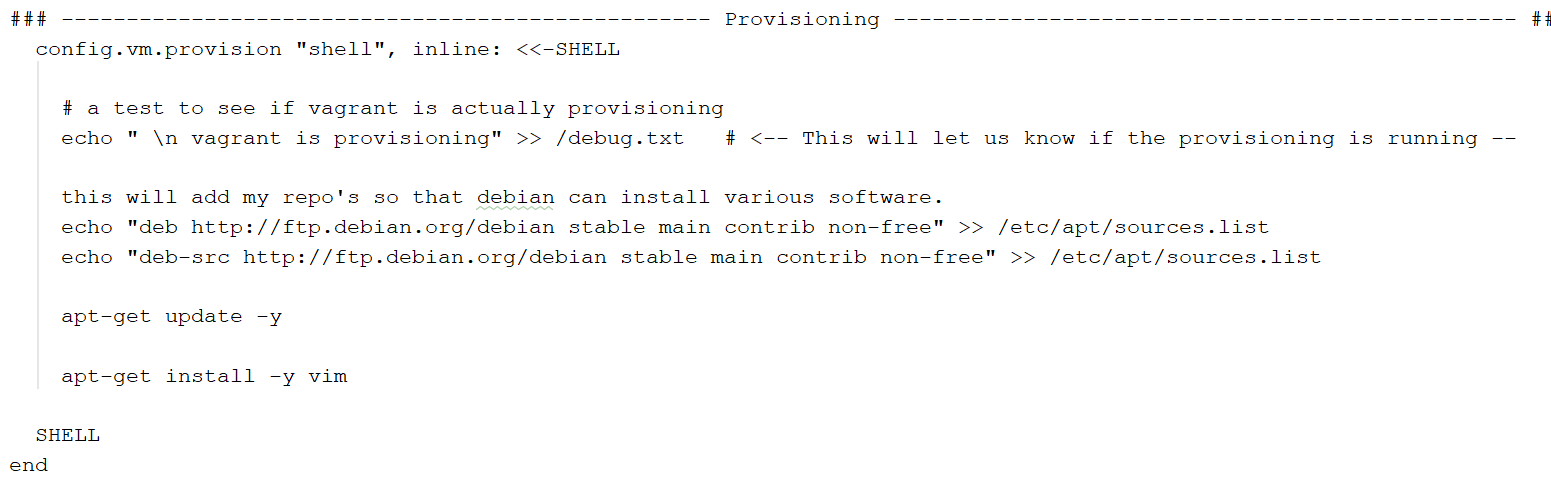 ### -------------------------------------------------- Provisioning ------------------------------------------------ ##
config.vm.provision "shell", inline: <<-SHELL
# a test to see if vagrant is actually provisioning
echo " \n vagrant is provisioning" >> /debug.txt   # <-- This will let us know if the provisioning is running --
this will add my repo's so that debian can install various software.
echo "deb http://ftp.debian.org/debian stable main contrib non-free" >> /etc/apt/sources.list
echo "deb-src http://ftp.debian.org/debian stable main contrib non-free" >> /etc/apt/sources.list
apt-get update -y
apt-get install -y vim
SHELL
end